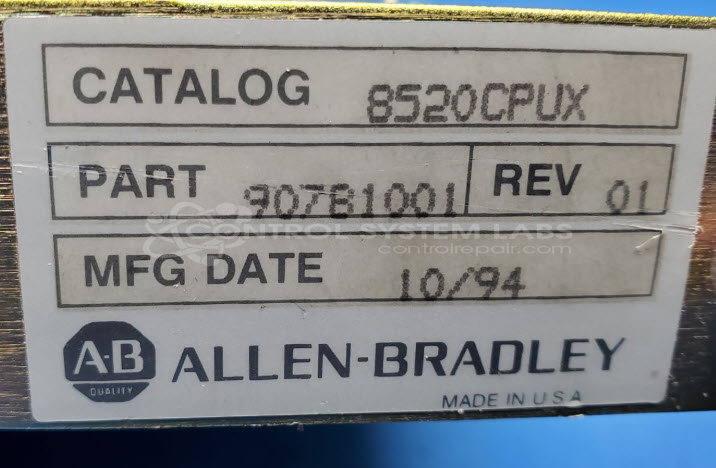 CATALOG 8520CPUX
PART 90781001 REV 01
CONTROL SYSTEM LABS
controlrepair.com
MFG DATE 10/94
A-B
QUALITY
ALLEN-BRADLEY
MADE IN U S A